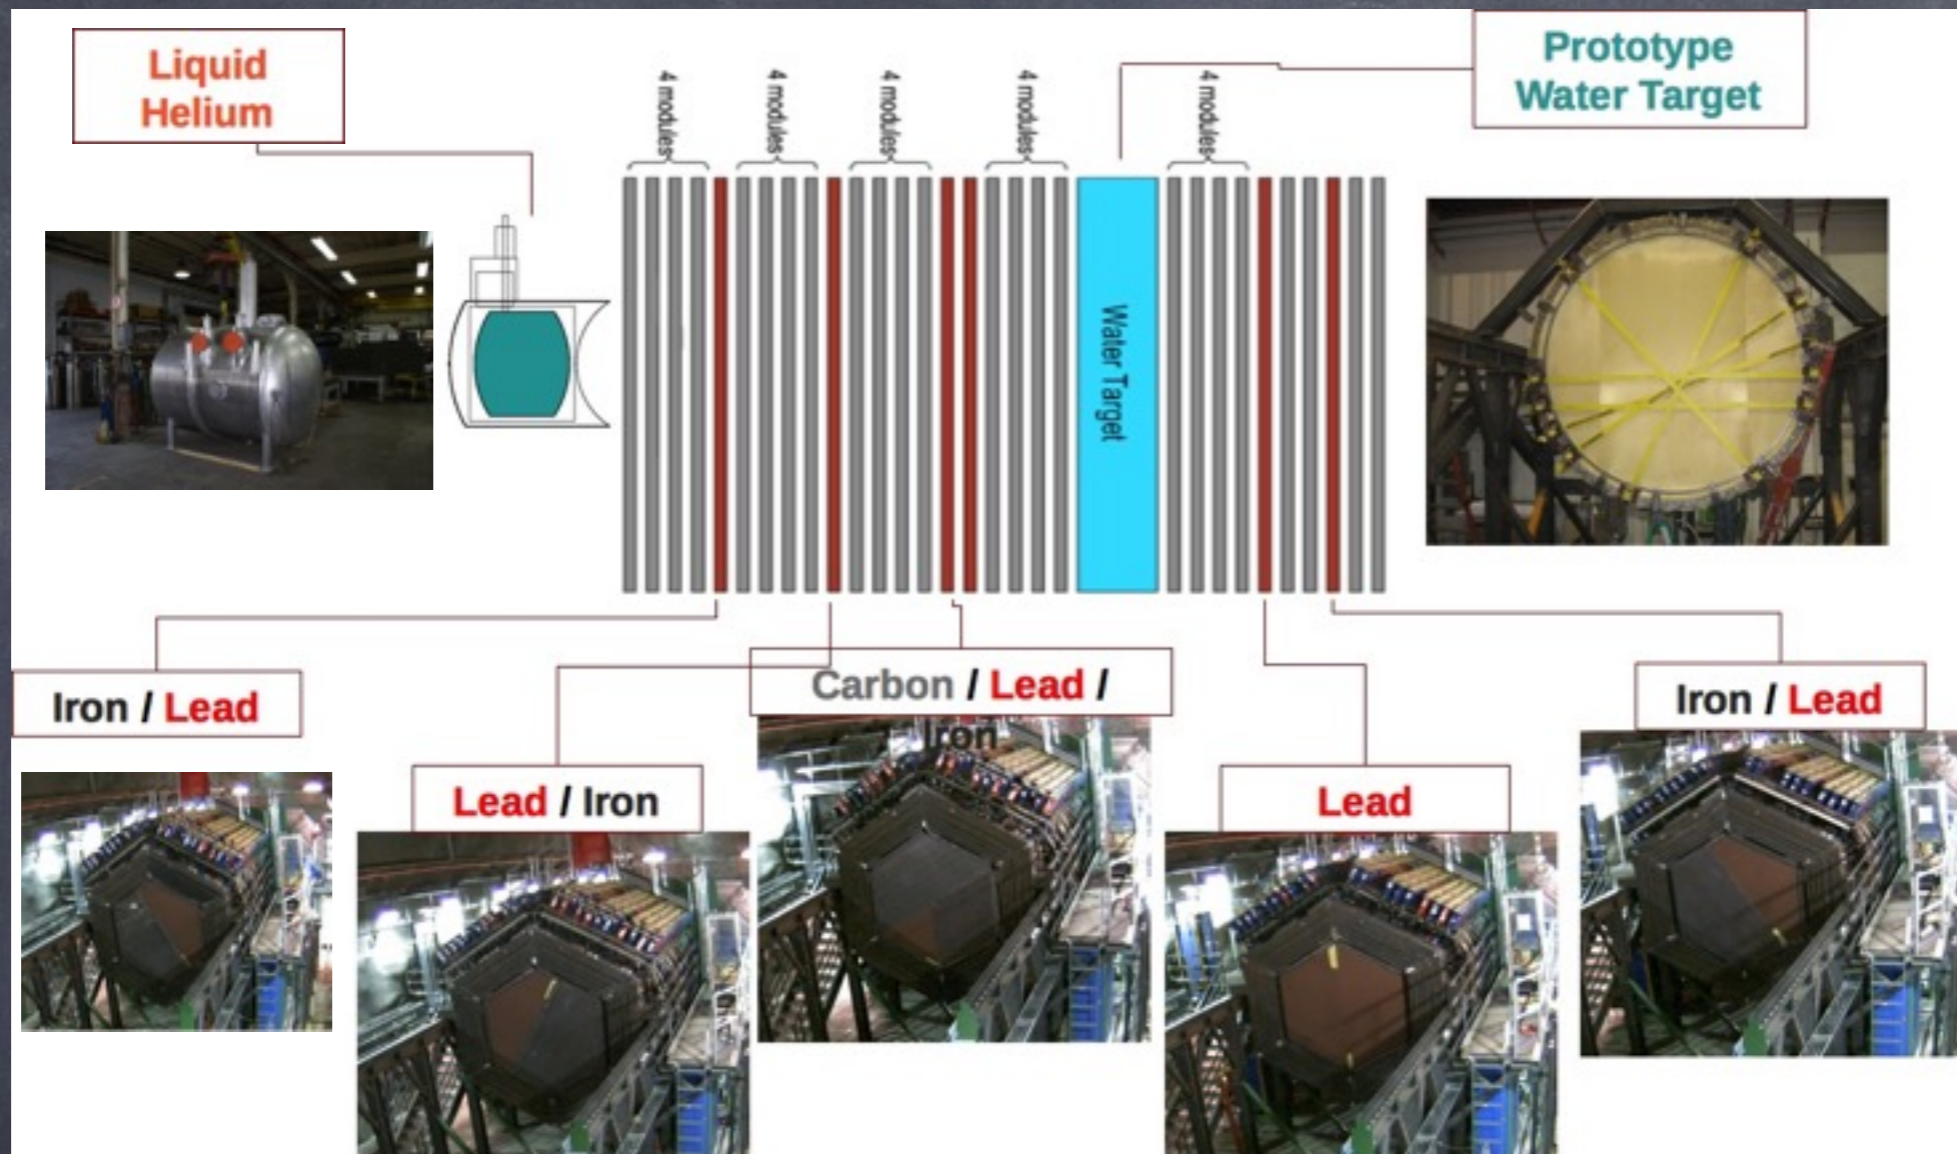 Liquid
Helium
4 modules
4 modules
4 modules
4 modules
4 modules
Prototype
Water Target
Water Target
Iron / Lead
Lead / Iron
Carbon / Lead /
Iron
Lead
Iron / Lead